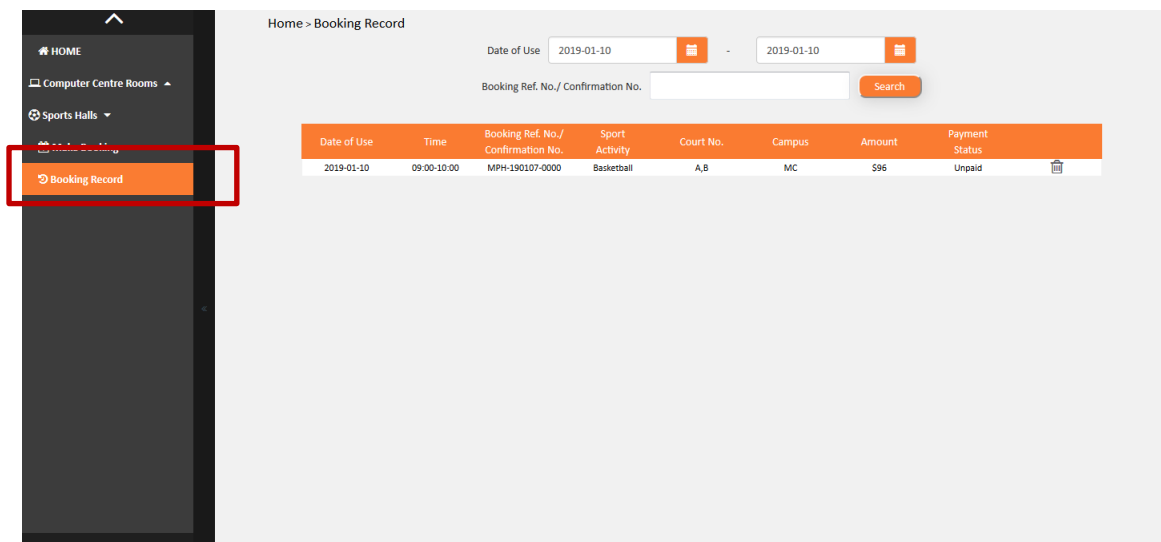 Home > Booking Record
HOME
Date of Use 2019-01-10 - 2019-01-10
Computer Centre Rooms
Booking Ref. No./ Confirmation No. Search
Sports Halls
Make Booking
Booking Record
Date of Use Time Booking Ref. No./ Confirmation No. Sport Activity Court No. Campus Amount Payment Status
2019-01-10 09:00-10:00 MPH-190107-0000 Basketball A,B MC $96 Unpaid
«